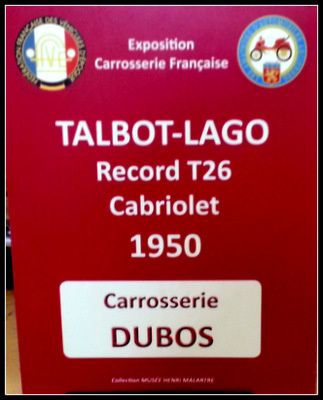 Exposition
Carrosserie Française
TALBOT-LAGO
Record T26
Cabriolet
1950
Carrosserie
DUBOS
Collection MUSÉE HENRI MALARTRE